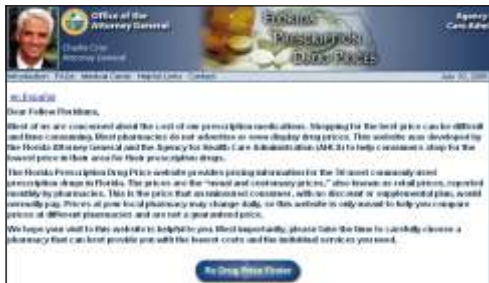 Office of the
Attorney General
Charlie Crist
Attorney General
FLORIDA
PRESCRIPTION
DRUG PRICES
Agency
Introduction FAQs Medical Cards Helpful Links Contact
en Español
Dear Fellow Floridians,
Most of us are concerned about the cost of our prescription medications. Shopping for the best price can be difficult
and time consuming. Most pharmacies do not advertise or even display drug prices. This website was developed by
the Florida Attorney General and the Agency for Health Care Administration (AHCA) to help consumers shop for the
lowest price in their area for their prescription drugs.
The Florida Prescription Drug Price website provides pricing information for the 50 most commonly used
prescription drugs in Florida. The prices are the "usual and customary prices," also known as retail prices, reported
monthly by pharmacies. This is the price that an uninsured consumer, with no discount or supplemental plan, would
normally pay. Prices at your local pharmacy may change daily, so this website is only meant to help you compare
prices at different pharmacies and are not a guaranteed price.
We hope your visit to this website is helpful to you. Most importantly, please take the time to carefully choose a
pharmacy that can best provide you with the lowest costs and the individual services you need.
Rx Drug Price Finder